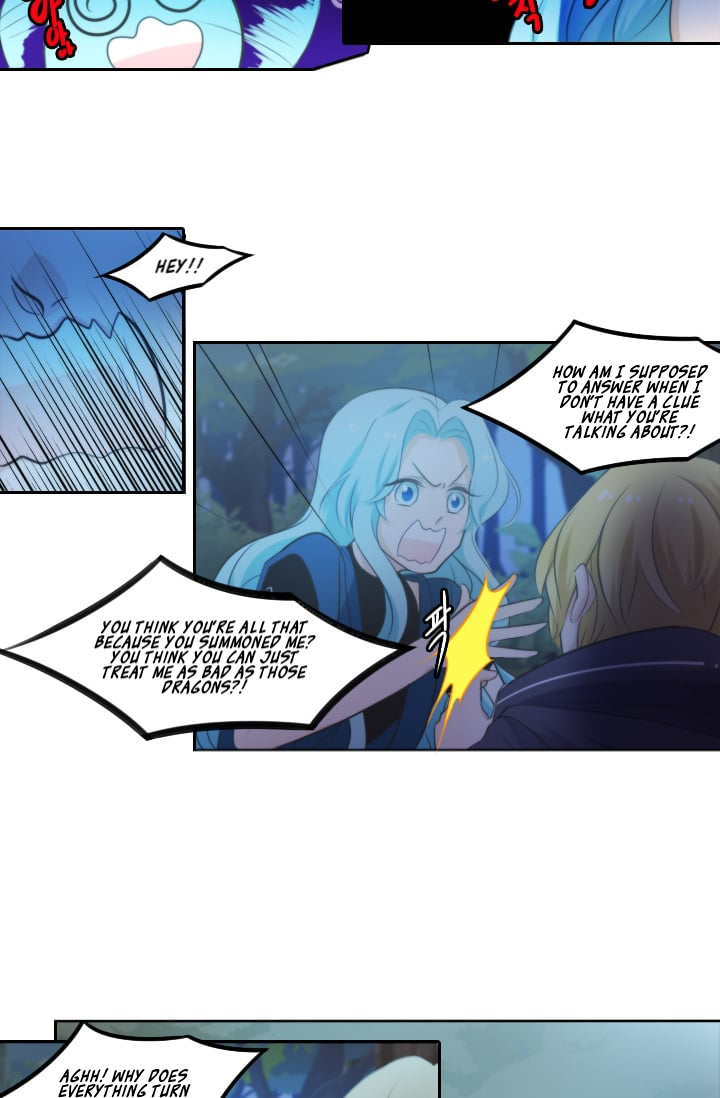 HEY!!
HOW AM I SUPPOSED
TO ANSWER WHEN I
DON'T HAVE A CLUE
WHAT YOU'RE
TALKING ABOUT?!
YOU THINK YOU'RE ALL THAT
BECAUSE YOU SUMMONED ME?
YOU THINK YOU CAN JUST
TREAT ME AS BAD AS THOSE
DRAGONS?!
팍
AGHH! WHY DOES
EVERYTHING TURN